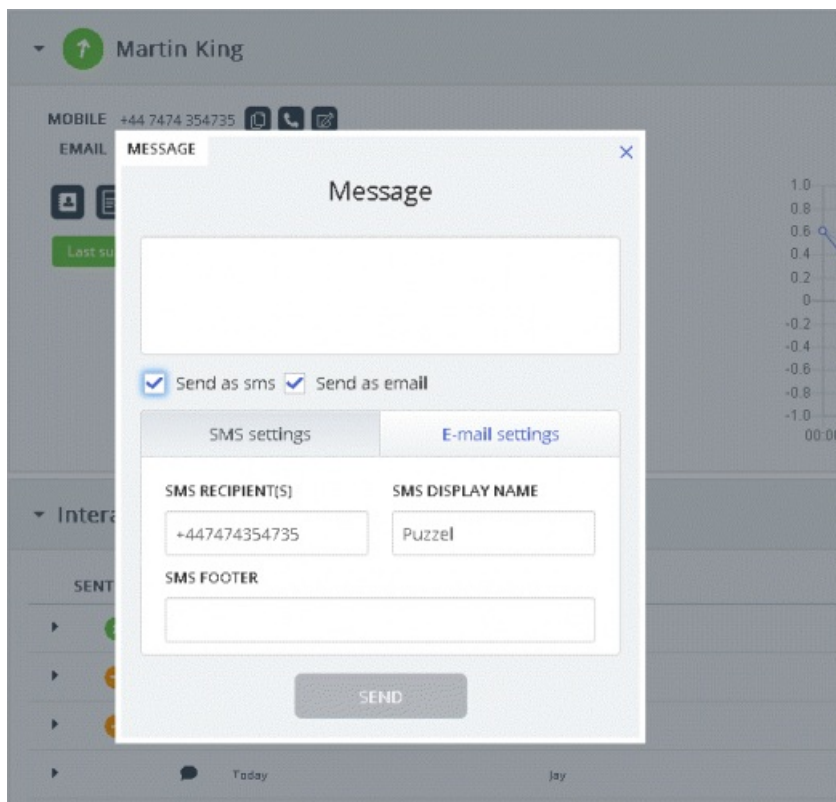 Martin King
MOBILE +44 7474 354735
EMAIL
MESSAGE
Message
Last su
1.0
0.8
0.6
0.4
0.2
0
-0.2
-0.4
-0.6
-0.8
-1.0
00:00
Send as sms Send as email
SMS settings E-mail settings
SMS RECIPIENT(S) SMS DISPLAY NAME
+447474354735 Puzzel
SMS FOOTER
Intera
SENT
SEND
Today Jay